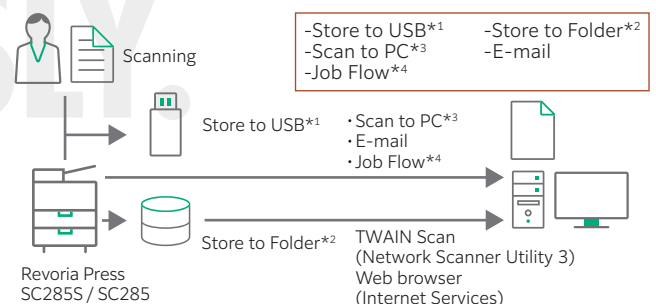 -Store to USB*1 -Store to Folder*2
-Scan to PC*3 -E-mail
-Job Flow*4
Scanning
Store to USB*1
・Scan to PC*3
・E-mail
・Job Flow*4
Store to Folder*2
TWAIN Scan
(Network Scanner Utility 3)
Web browser
(Internet Services)
Revoria Press
SC285S / SC285